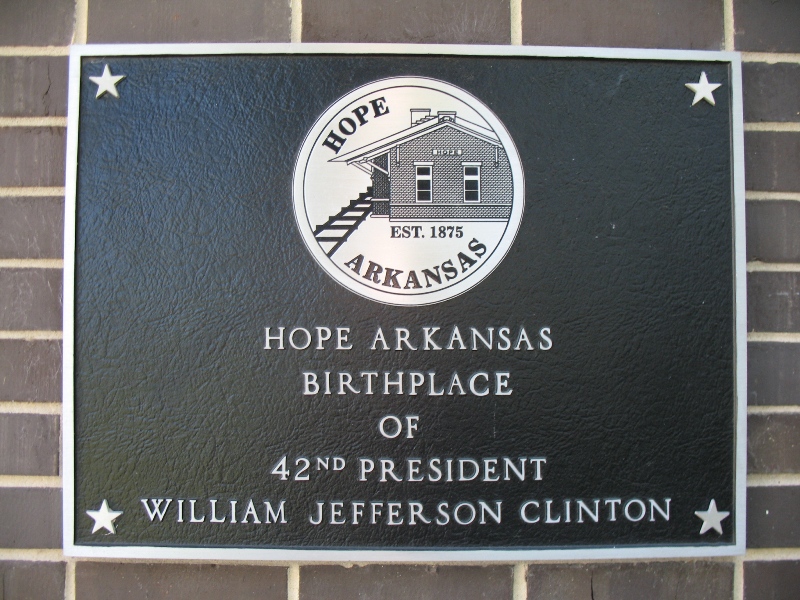 HOPE
HOPE
EST. 1875
ARKANSAS
HOPE ARKANSAS
BIRTHPLACE
OF
42ND PRESIDENT
WILLIAM JEFFERSON CLINTON